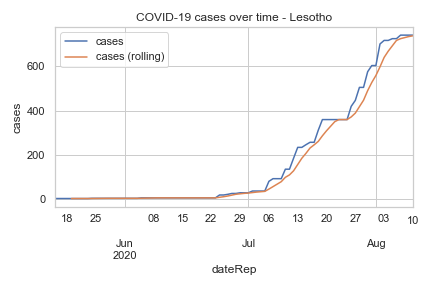 COVID-19 cases over time - Lesotho
cases
cases (rolling)
cases
600
400
200
0
18 25 08 15 22 29 06 13 20 27 03 10
Jun Jul Aug
2020
dateRep